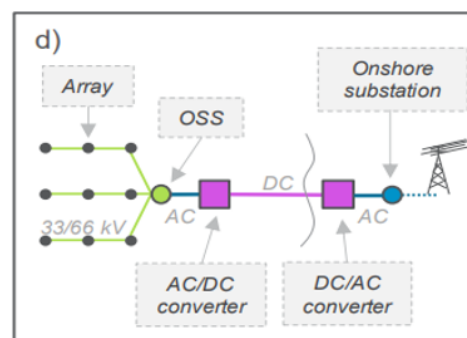 d)
Array
OSS
Onshore
substation
33/66 kV
AC
DC
AC
AC/DC
converter
DC/AC
converter